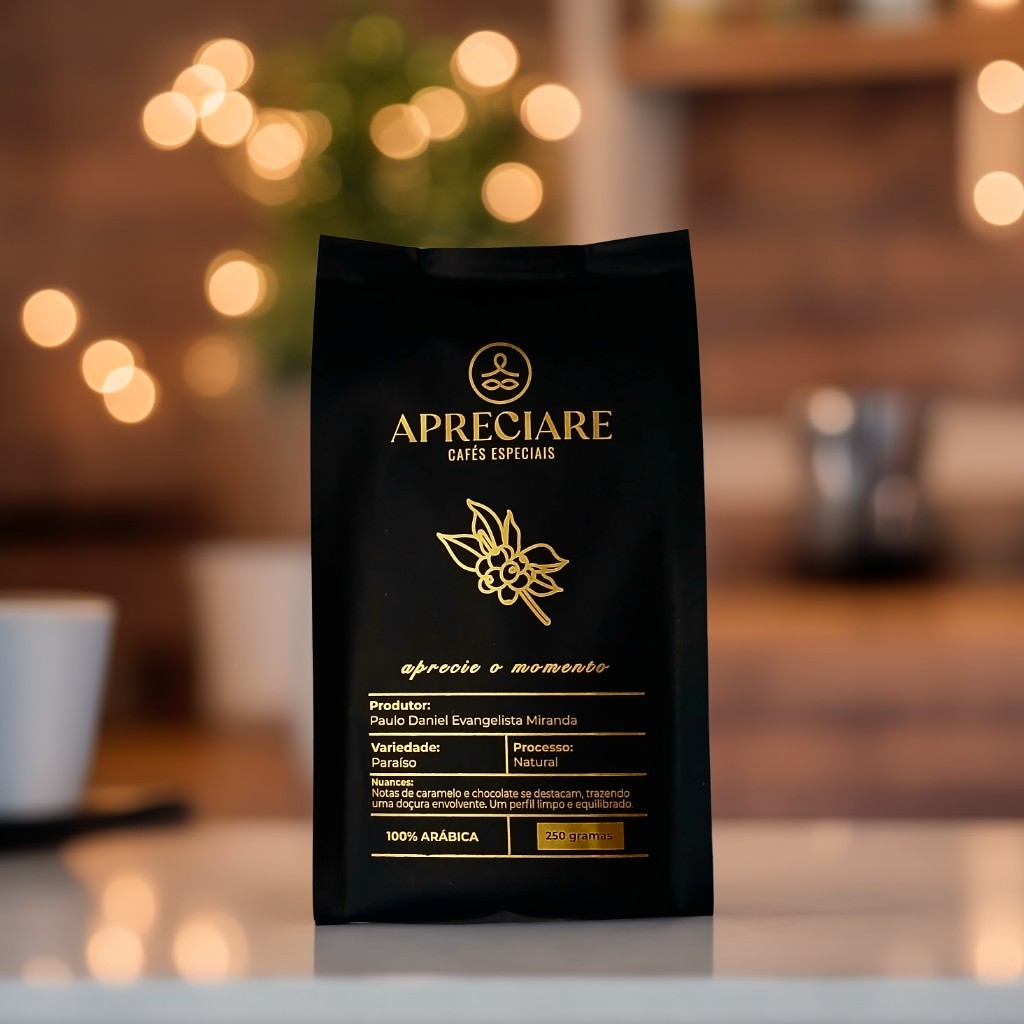 APRECIARE
CAFÉS ESPECIAIS
aprecie o momento
Produtor:
Paulo Daniel Evangelista Miranda
Variedade:
Paraíso
Processo:
Natural
Nuances:
Notas de caramelo e chocolate se destacam, trazendo
uma doçura envolvente. Um perfil limpo e equilibrado.
100% ARÁBICA
250 gramas